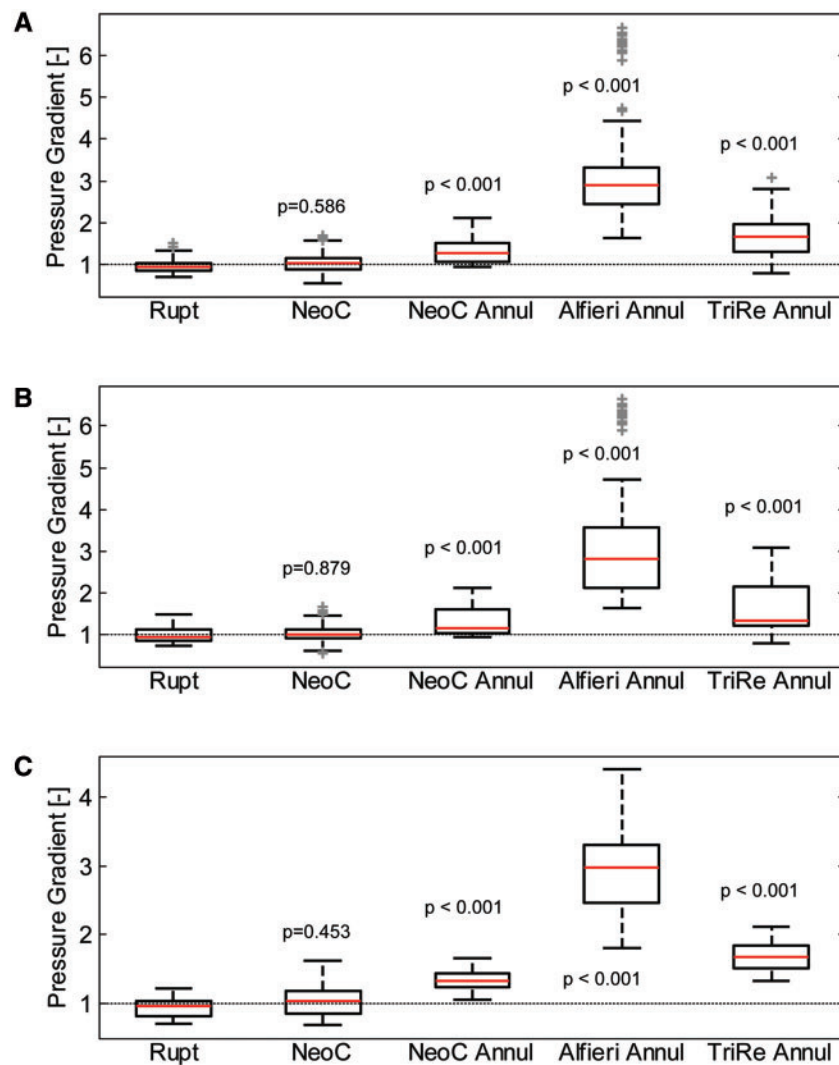 A
Pressure Gradient [-]
6
5
4
3
2
1
p=0.586
p < 0.001
p < 0.001
p < 0.001
Rupt NeoC NeoC Annul Alfieri Annul TriRe Annul
B
Pressure Gradient [-]
6
5
4
3
2
1
p=0.879
p < 0.001
p < 0.001
p < 0.001
Rupt NeoC NeoC Annul Alfieri Annul TriRe Annul
C
Pressure Gradient [-]
4
3
2
1
p=0.453
p < 0.001
p < 0.001
p < 0.001
Rupt NeoC NeoC Annul Alfieri Annul TriRe Annul